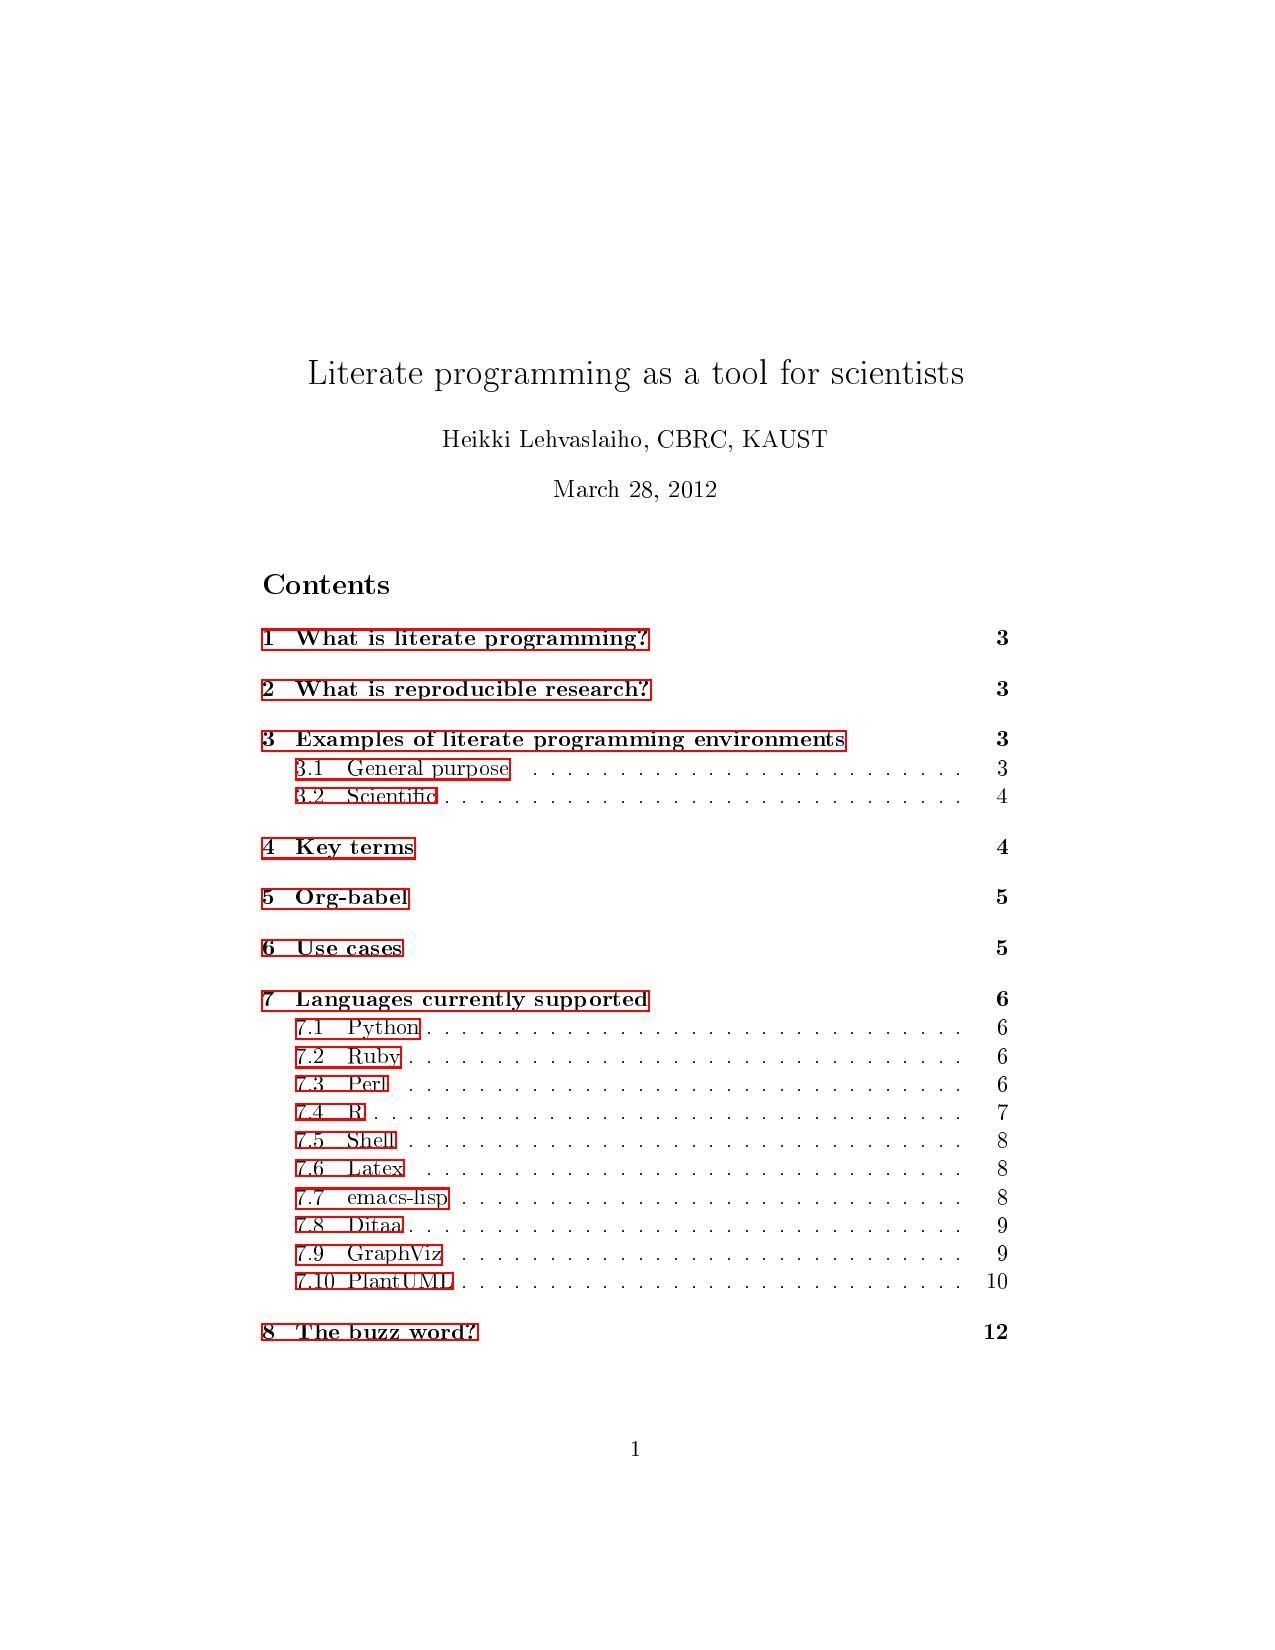 Literate programming as a tool for scientists
Heikki Lehvaslaiho, CBRC, KAUST
March 28, 2012
Contents
1 What is literate programming? 3
2 What is reproducible research? 3
3 Examples of literate programming environments 3
3.1 General purpose . . . . . . . . . . . . . . . . . . . . . . . . . 3
3.2 Scientific . . . . . . . . . . . . . . . . . . . . . . . . . . . . . . 4
4 Key terms 4
5 Org-babel 5
6 Use cases 5
7 Languages currently supported 6
7.1 Python . . . . . . . . . . . . . . . . . . . . . . . . . . . . . . . 6
7.2 Ruby . . . . . . . . . . . . . . . . . . . . . . . . . . . . . . . . 6
7.3 Perl . . . . . . . . . . . . . . . . . . . . . . . . . . . . . . . . 6
7.4 R . . . . . . . . . . . . . . . . . . . . . . . . . . . . . . . . . . 7
7.5 Shell . . . . . . . . . . . . . . . . . . . . . . . . . . . . . . . . 8
7.6 Latex . . . . . . . . . . . . . . . . . . . . . . . . . . . . . . . 8
7.7 emacs-lisp . . . . . . . . . . . . . . . . . . . . . . . . . . . . . 8
7.8 Ditaa . . . . . . . . . . . . . . . . . . . . . . . . . . . . . . . . 9
7.9 GraphViz . . . . . . . . . . . . . . . . . . . . . . . . . . . . . 9
7.10 PlantUML . . . . . . . . . . . . . . . . . . . . . . . . . . . . . 10
8 The buzz word? 12
1